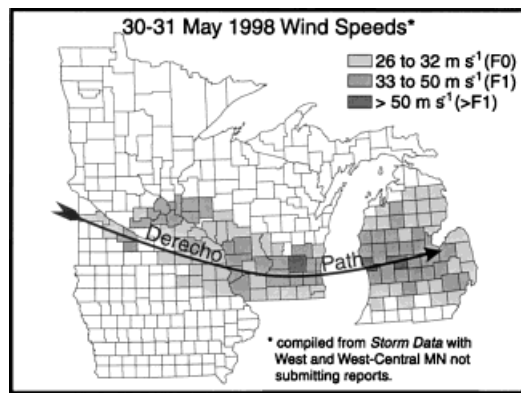 30-31 May 1998 Wind Speeds*
26 to 32 m s⁻¹ (F0)
33 to 50 m s⁻¹ (F1)
> 50 m s⁻¹ (>F1)
Derecho Path
* compiled from Storm Data with
West and West-Central MN not
submitting reports.